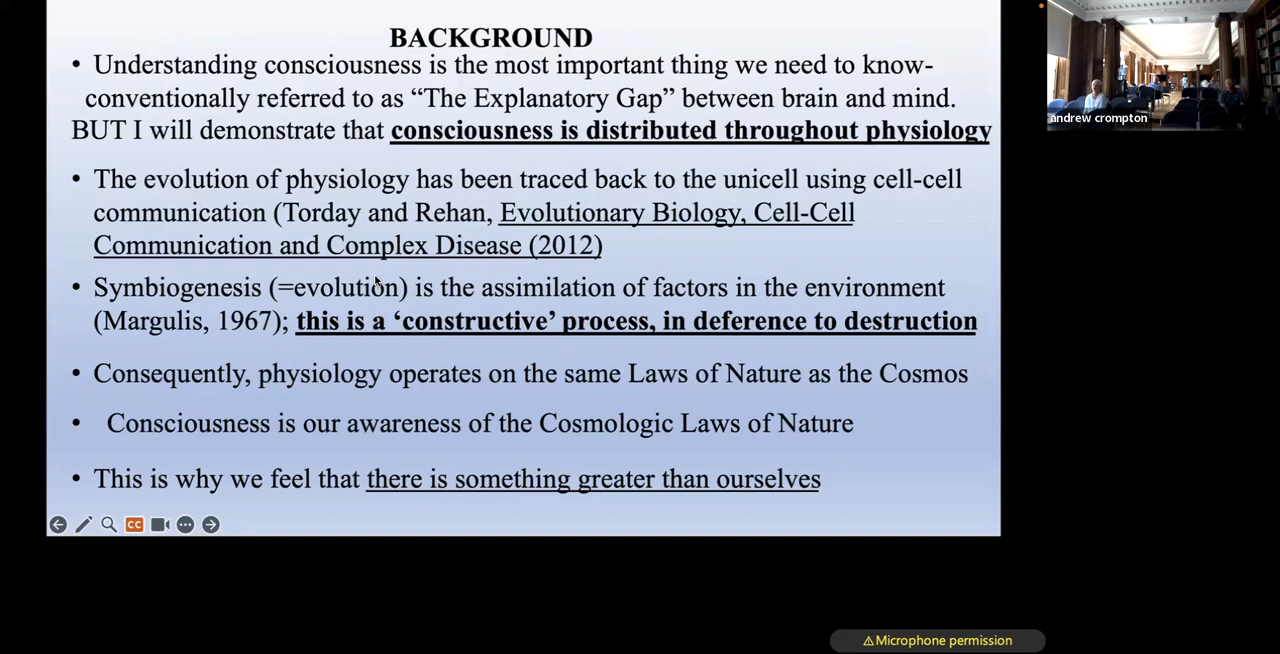 BACKGROUND
• Understanding consciousness is the most important thing we need to know-
conventionally referred to as “The Explanatory Gap” between brain and mind.
BUT I will demonstrate that consciousness is distributed throughout physiology
• The evolution of physiology has been traced back to the unicell using cell-cell
communication (Torday and Rehan, Evolutionary Biology, Cell-Cell
Communication and Complex Disease (2012)
• Symbiogenesis (=evolution) is the assimilation of factors in the environment
(Margulis, 1967); this is a ‘constructive’ process, in deference to destruction
• Consequently, physiology operates on the same Laws of Nature as the Cosmos
• Consciousness is our awareness of the Cosmologic Laws of Nature
• This is why we feel that there is something greater than ourselves
CC
andrew crompton
Microphone permission